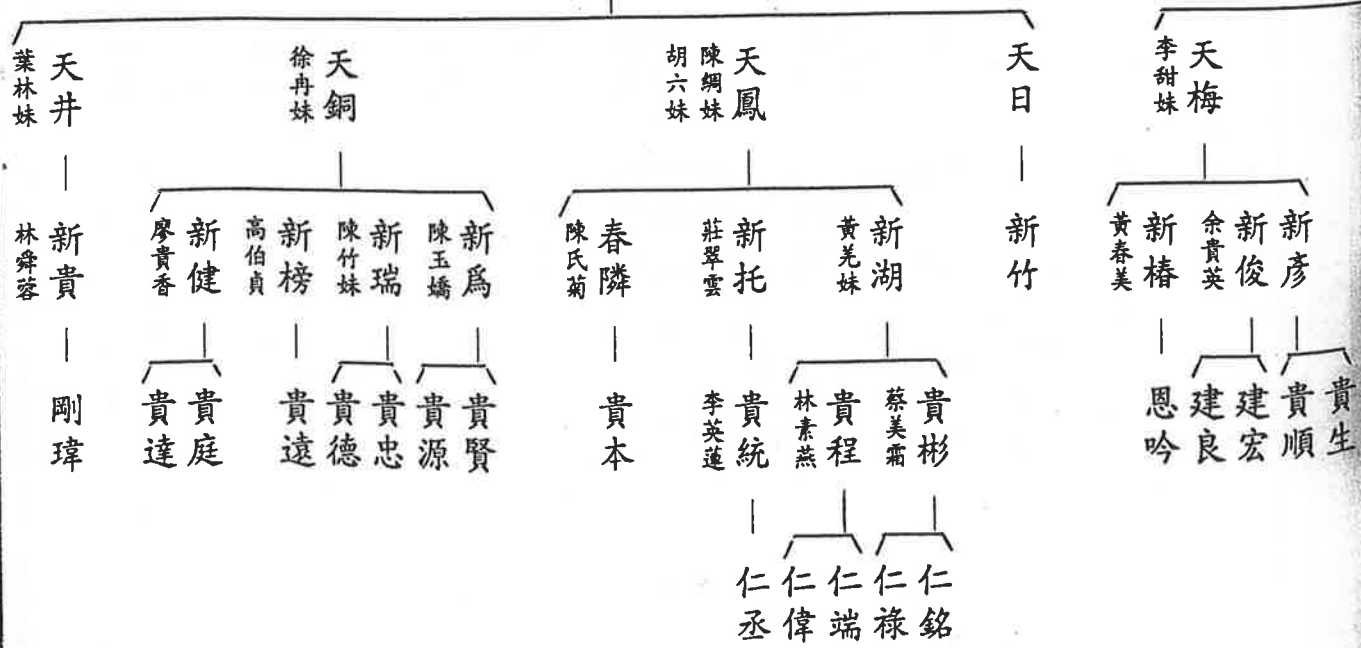 天梅
李甜妹
天日
天鳳
陳綢妹
胡六妹
天銅
徐冉妹
天井
葉林妹
新彥
新俊
余貴英
新椿
黃春美
新竹
新湖
黃羌妹
新托
莊翠雲
春隣
陳氏菊
新爲
陳玉嬌
新瑞
陳竹妹
新榜
高伯貞
新健
廖貴香
新貴
林舜蓉
貴生
貴順
建宏
建良
恩吟
貴彬
蔡美霜
貴程
林素燕
貴統
李英蓮
貴本
貴賢
貴源
貴忠
貴德
貴遠
貴庭
貴達
剛瑋
仁銘
仁祿
仁端
仁偉
仁丞